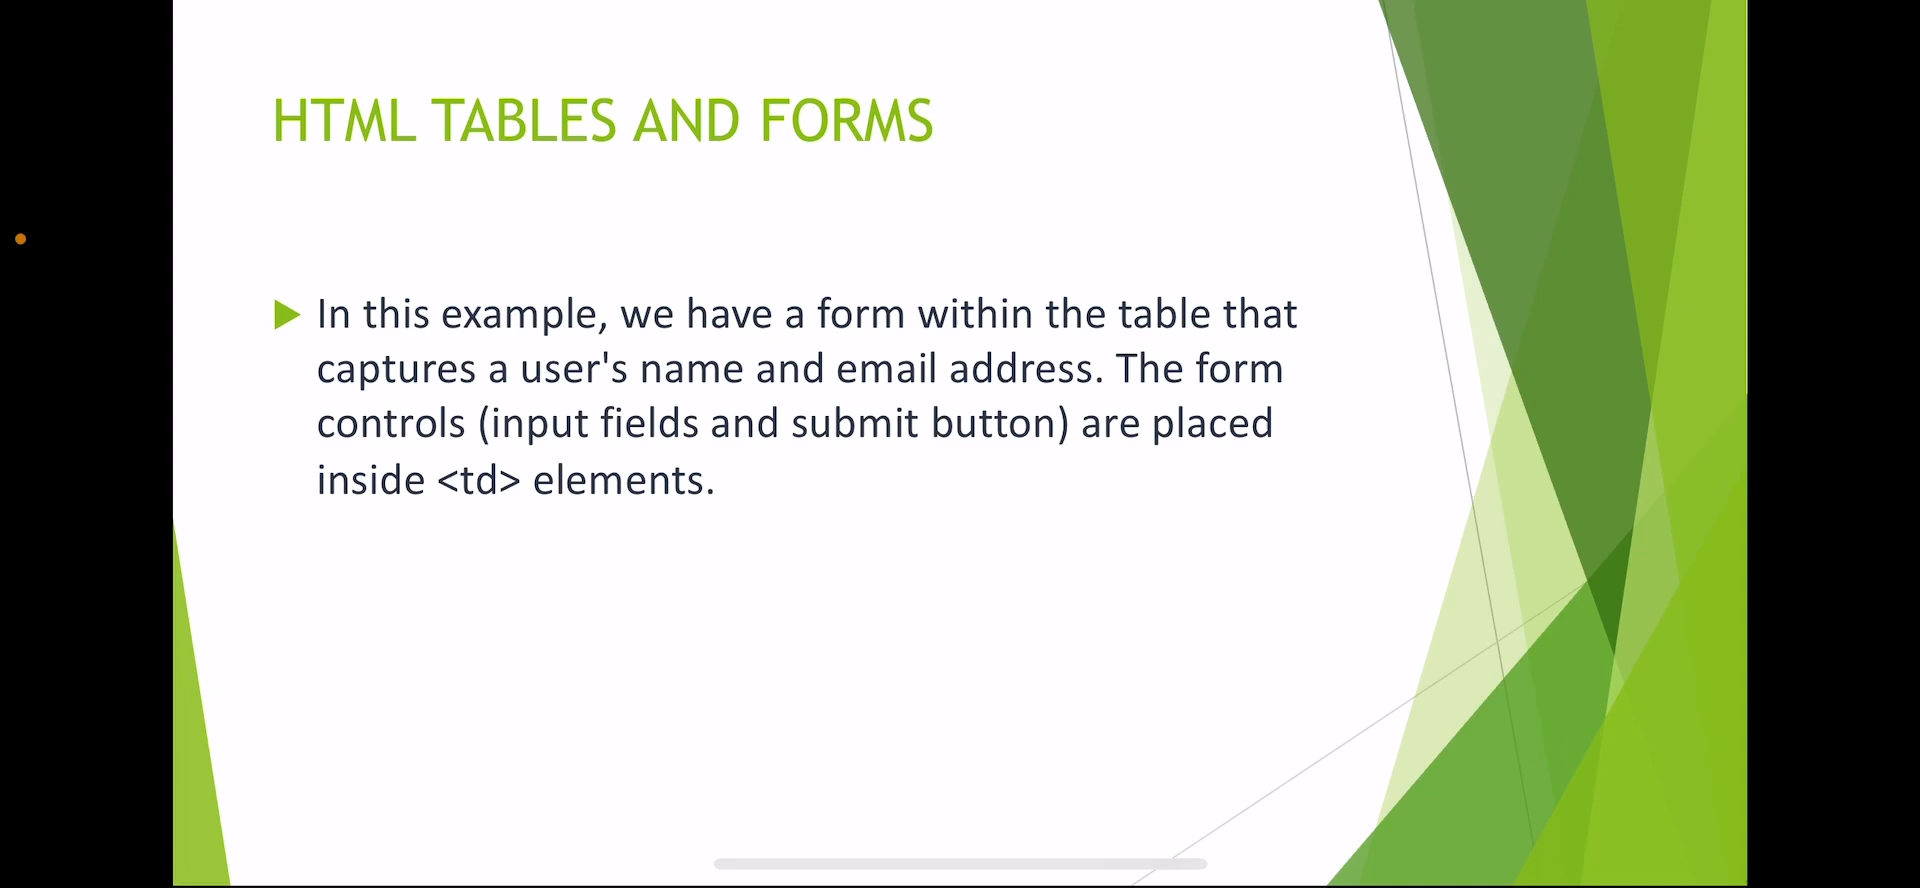 HTML TABLES AND FORMS
In this example, we have a form within the table that
captures a user's name and email address. The form
controls (input fields and submit button) are placed
inside <td> elements.